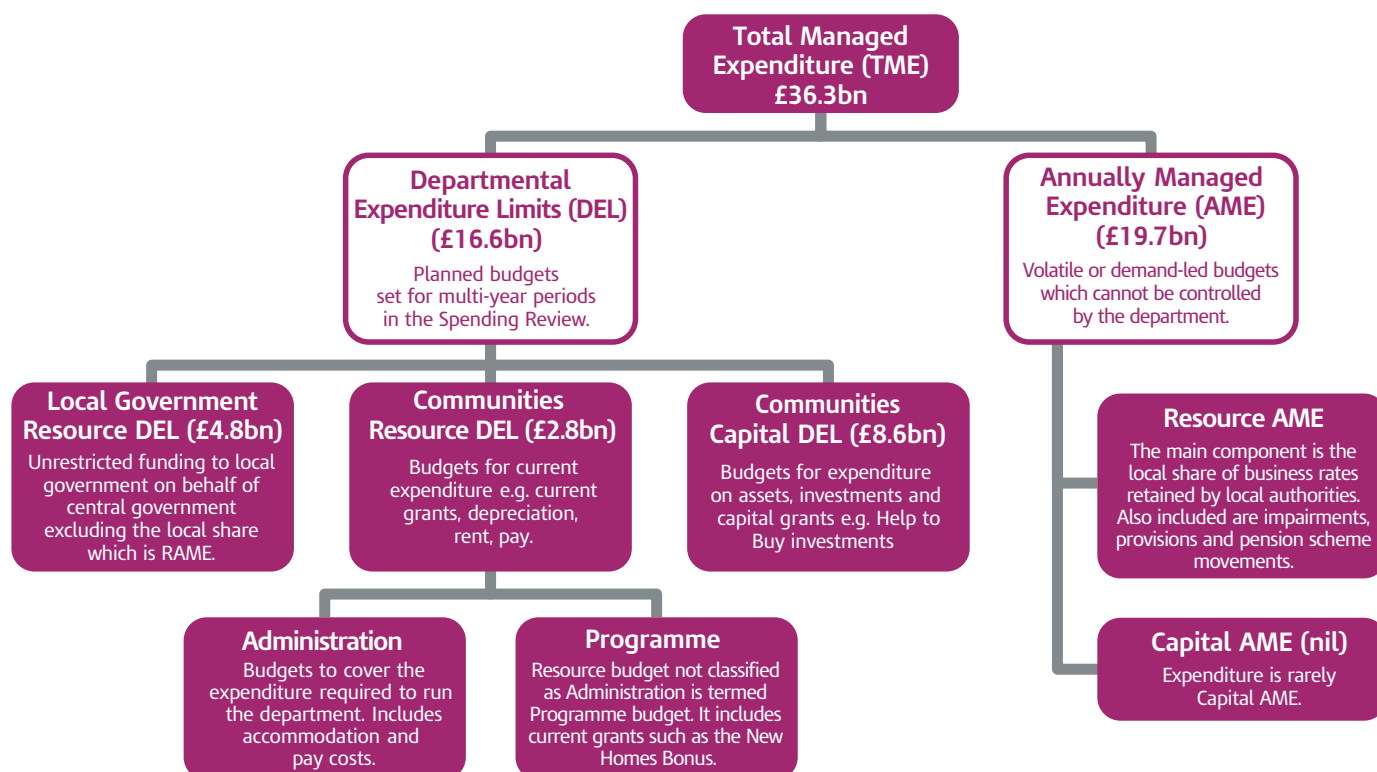 Total Managed
Expenditure (TME)
£36.3bn
Departmental
Expenditure Limits (DEL)
(£16.6bn)
Planned budgets
set for multi-year periods
in the Spending Review.
Annually Managed
Expenditure (AME)
(£19.7bn)
Volatile or demand-led budgets
which cannot be controlled
by the department.
Local Government
Resource DEL (£4.8bn)
Unrestricted funding to local
government on behalf of
central government
excluding the local share
which is RAME.
Communities
Resource DEL (£2.8bn)
Budgets for current
expenditure e.g. current
grants, depreciation,
rent, pay.
Communities
Capital DEL (£8.6bn)
Budgets for expenditure
on assets, investments and
capital grants e.g. Help to
Buy investments
Resource AME
The main component is the
local share of business rates
retained by local authorities.
Also included are impairments,
provisions and pension scheme
movements.
Administration
Budgets to cover the
expenditure required to run
the department. Includes
accommodation and
pay costs.
Programme
Resource budget not classified
as Administration is termed
Programme budget. It includes
current grants such as the New
Homes Bonus.
Capital AME (nil)
Expenditure is rarely
Capital AME.